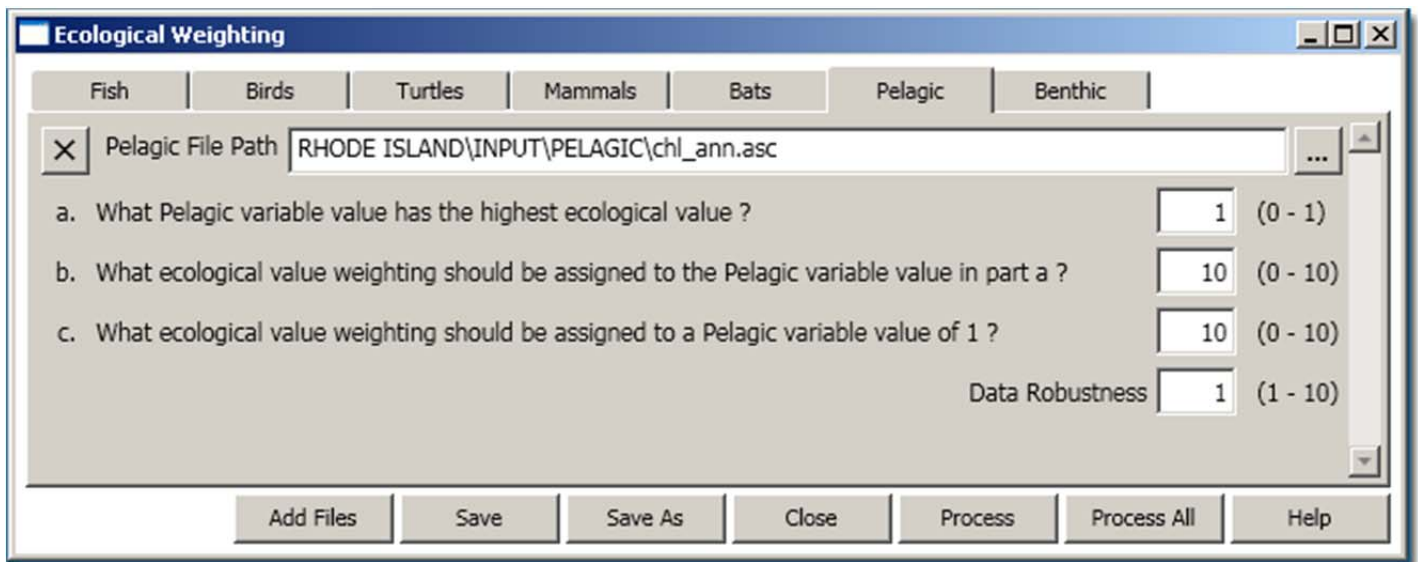 Ecological Weighting
Fish Birds Turtles Mammals Bats Pelagic Benthic
Pelagic File Path RHODE ISLAND\INPUT\PELAGIC\chl_ann.asc ...
a. What Pelagic variable value has the highest ecological value ? 1 (0 - 1)
b. What ecological value weighting should be assigned to the Pelagic variable value in part a ? 10 (0 - 10)
c. What ecological value weighting should be assigned to a Pelagic variable value of 1 ? 10 (0 - 10)
Data Robustness 1 (1 - 10)
Add Files Save Save As Close Process Process All Help